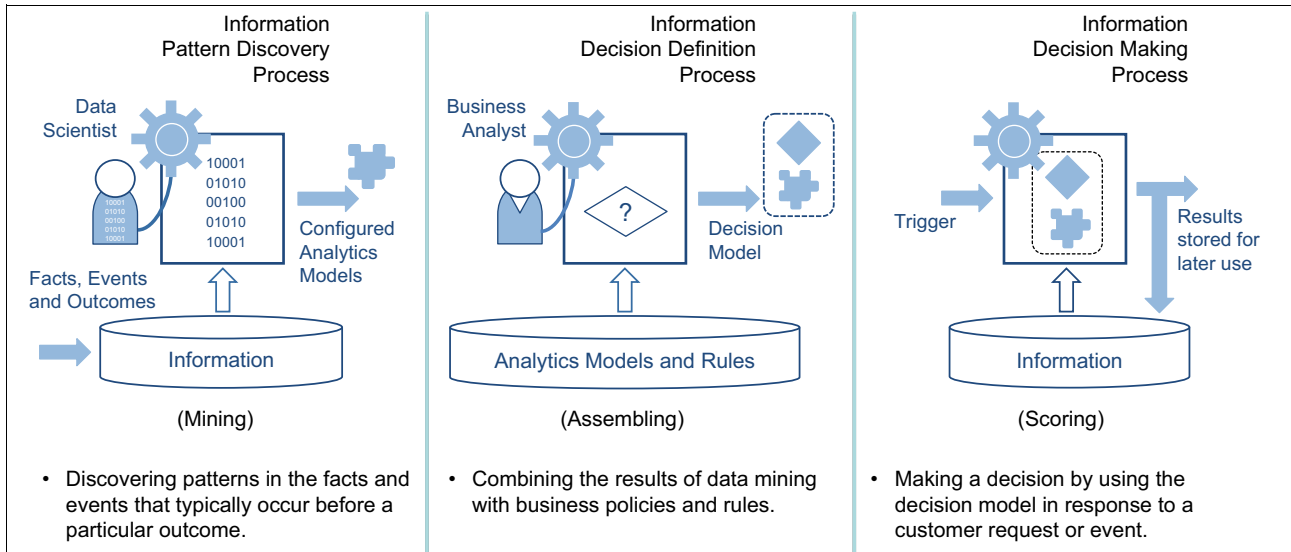 Information
Pattern Discovery
Process
Data
Scientist
10001
01010
00100
01010
10001
10001
01010
00100
01010
10001
Configured
Analytics
Models
Facts, Events
and Outcomes
Information
(Mining)
• Discovering patterns in the facts and
events that typically occur before a
particular outcome.
Information
Decision Definition
Process
Business
Analyst
?
Decision
Model
Analytics Models and Rules
(Assembling)
• Combining the results of data mining
with business policies and rules.
Information
Decision Making
Process
Trigger
Results
stored for
later use
Information
(Scoring)
• Making a decision by using the
decision model in response to a
customer request or event.